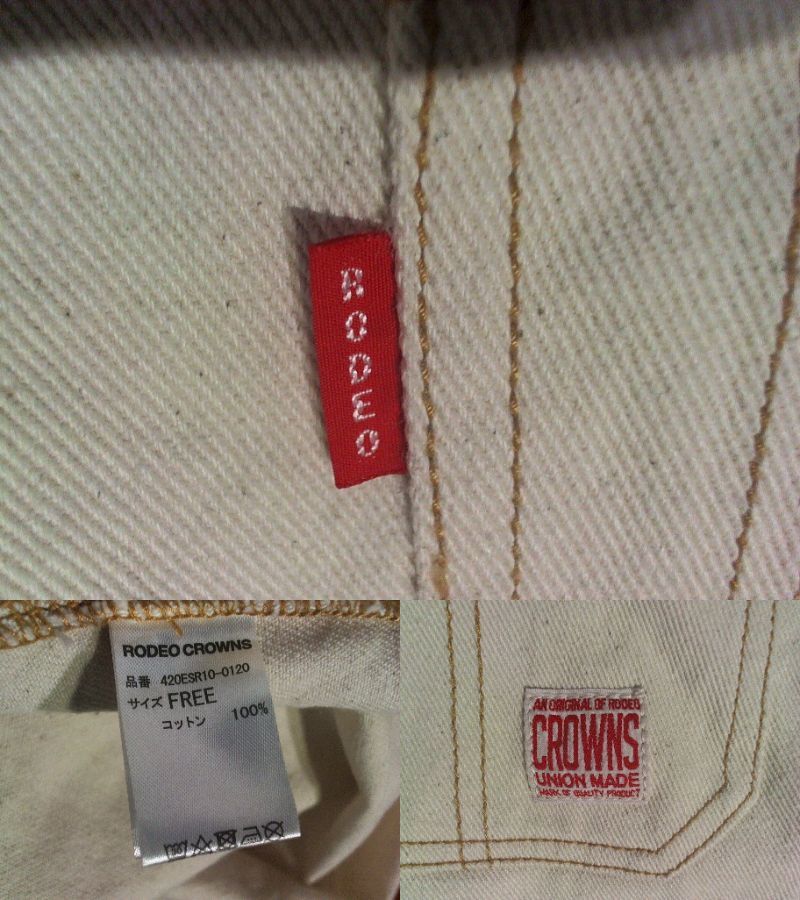 RODEO
RODEO CROWNS
品番 420ESR10-0120
サイズ FREE
コットン 100%
AN ORIGINAL OF RODEO
CROWNS
UNION MADE
MARK OF QUALITY PRODUCT